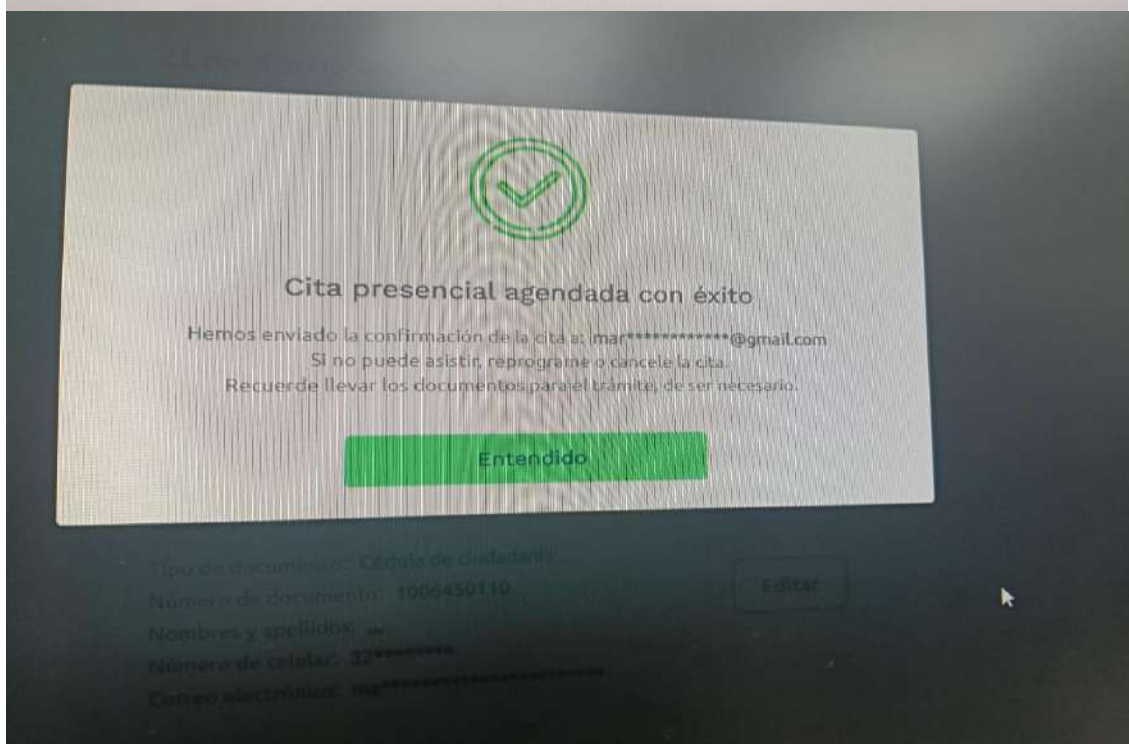 Cita presencial agendada con éxito
Hemos enviado la confirmación de la cita a: mar************@gmail.com
Si no puede asistir, reprograme o cancele la cita.
Recuerde llevar los documentos para el trámite, de ser necesario.
Entendido
Tipo de documento: Cédula de ciudadanía
Número de documento: 1006450110
Editar
Nombres y apellidos: ...
Número de celular: 32********
Correo electrónico: